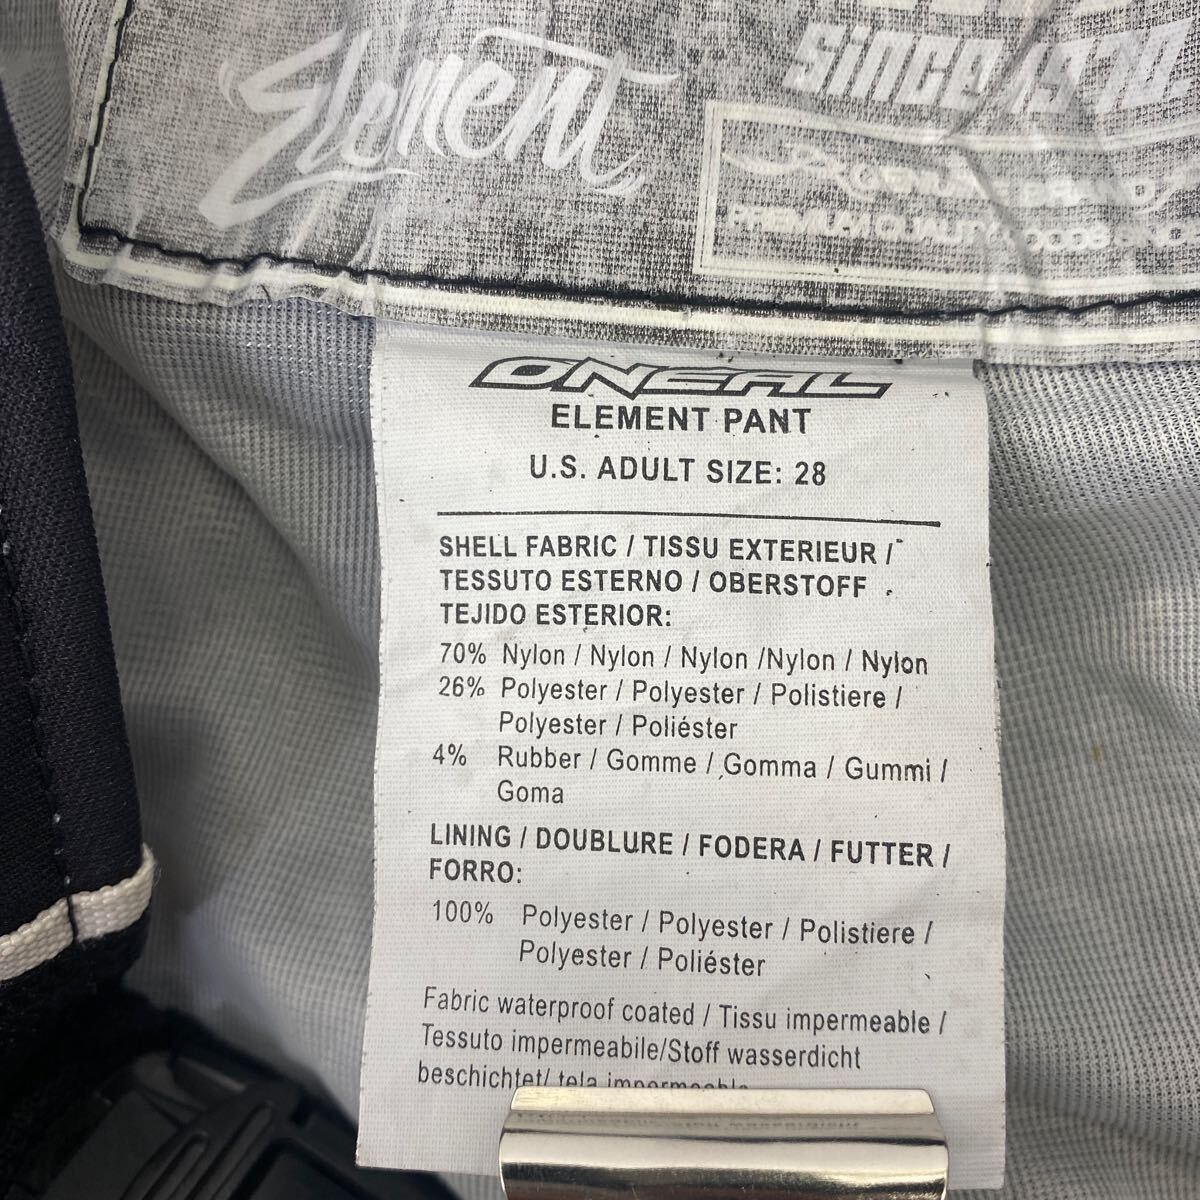 Element
Since 1970.
PREMIUM QUALITY GOODS
ONEAL
ELEMENT PANT
U.S. ADULT SIZE: 28
SHELL FABRIC / TISSU EXTERIEUR /
TESSUTO ESTERNO / OBERSTOFF
TEJIDO ESTERIOR:
70% Nylon / Nylon / Nylon /Nylon / Nylon
26% Polyester / Polyester / Polistiere /
Polyester / Poliéster
4% Rubber / Gomme / Gomma / Gummi /
Goma
LINING / DOUBLURE / FODERA / FUTTER /
FORRO:
100% Polyester / Polyester / Polistiere /
Polyester / Poliéster
Fabric waterproof coated / Tissu impermeable /
Tessuto impermeabile/Stoff wasserdicht
beschichtet/ tela